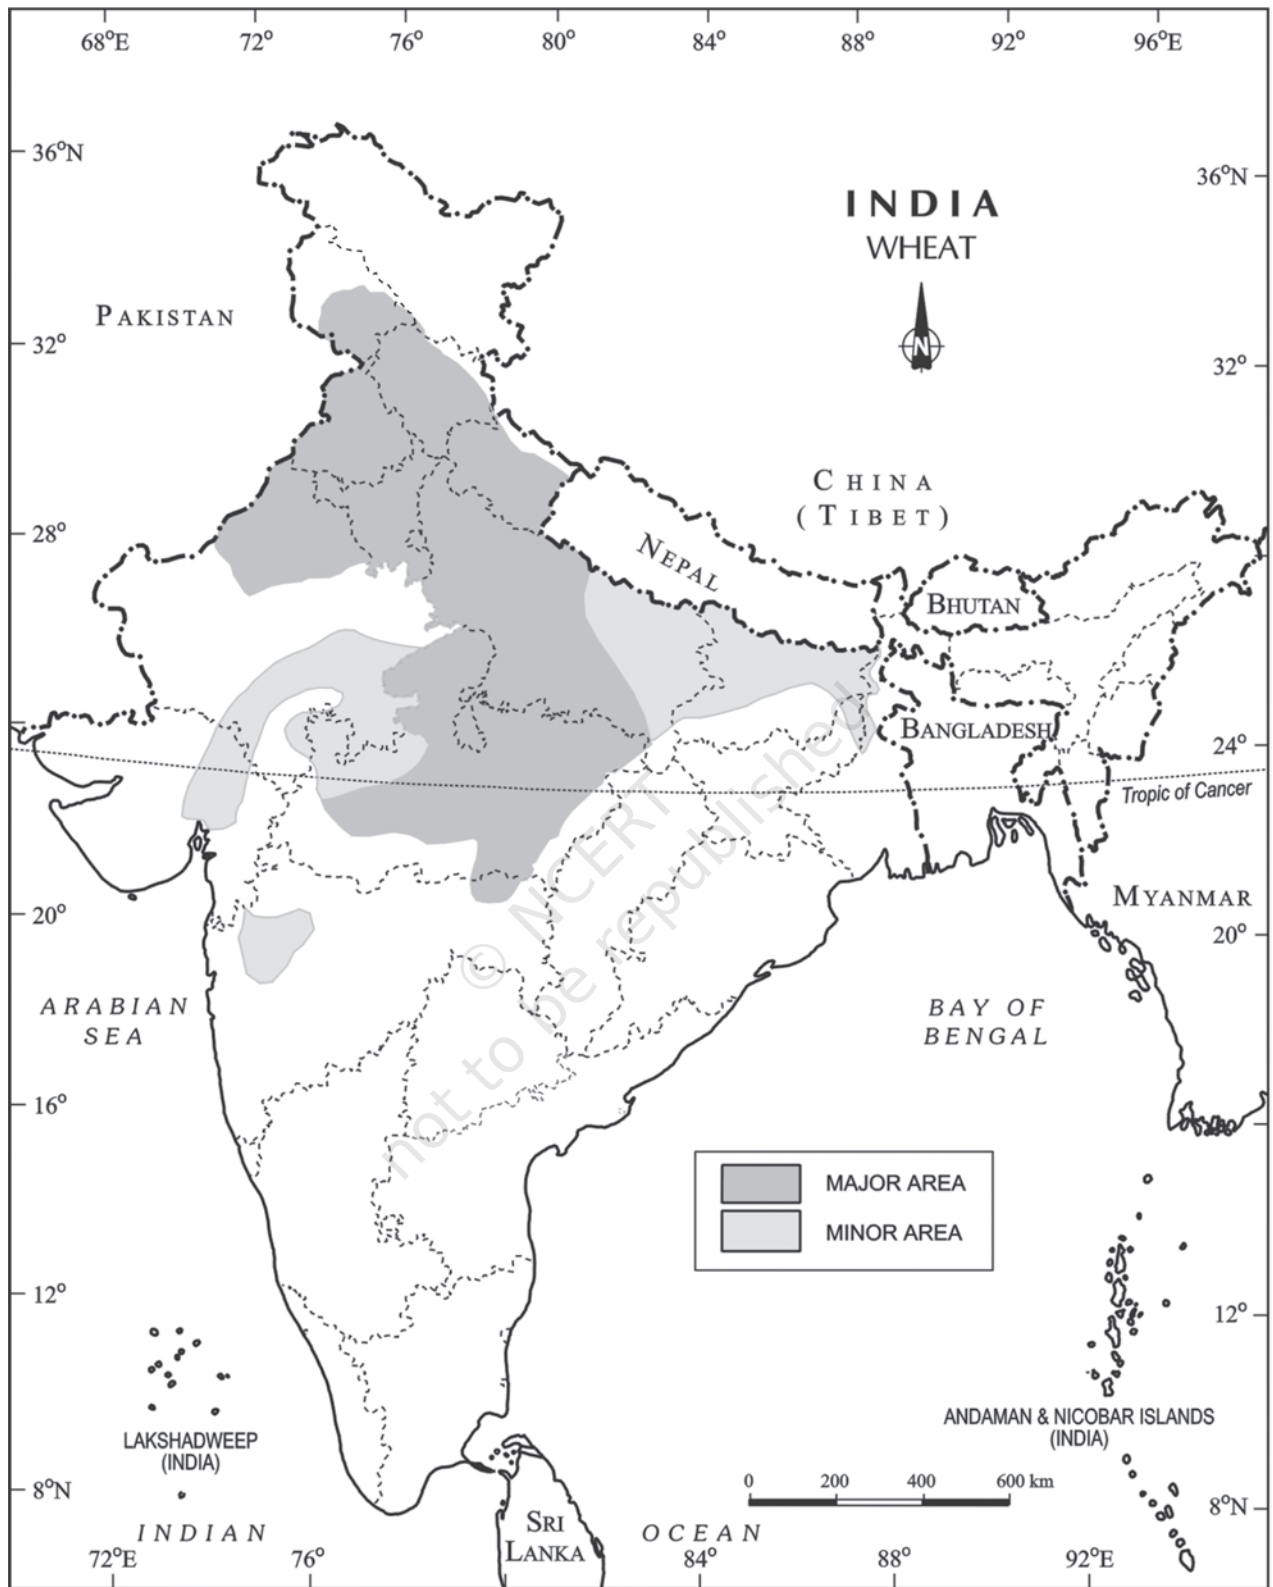 68°E 72° 76° 80° 84° 88° 92° 96°E
36°N
36°N
INDIA
WHEAT
N
PAKISTAN
32°
32°
CHINA
(TIBET)
28°
NEPAL
BHUTAN
BANGLADESH
24°
Tropic of Cancer
MYANMAR
20°
20°
© NCERT
not to be republished
ARABIAN
SEA
BAY OF
BENGAL
16°
MAJOR AREA
MINOR AREA
12°
12°
LAKSHADWEEP
(INDIA)
ANDAMAN & NICOBAR ISLANDS
(INDIA)
0 200 400 600 km
8°N
8°N
SRI
LANKA
INDIAN OCEAN
72°E 76° 84° 88° 92°E